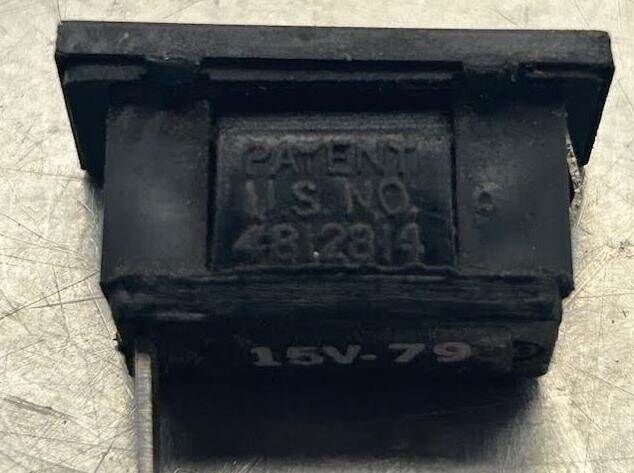 PATENT
U.S. NO.
4812814
15V-79